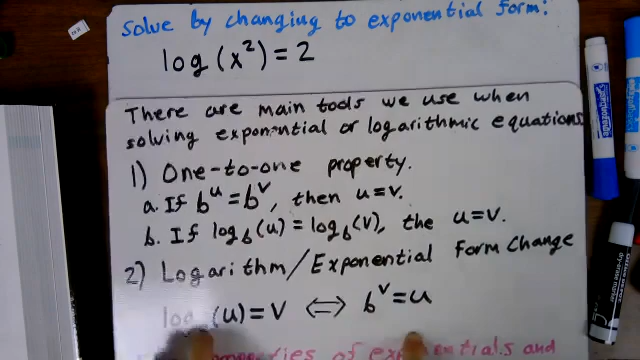 Solve by changing to exponential form:
log(x²) = 2
There are main tools we use when
solving exponential or logarithmic equations
1) One-to-one property.
a. If b^u = b^v, then u = v.
b. If log_b(u) = log_b(v), the u = v.
2) Logarithm/Exponential Form Change
log (u) = v ⇔ b^v = u
properties of exponentials and